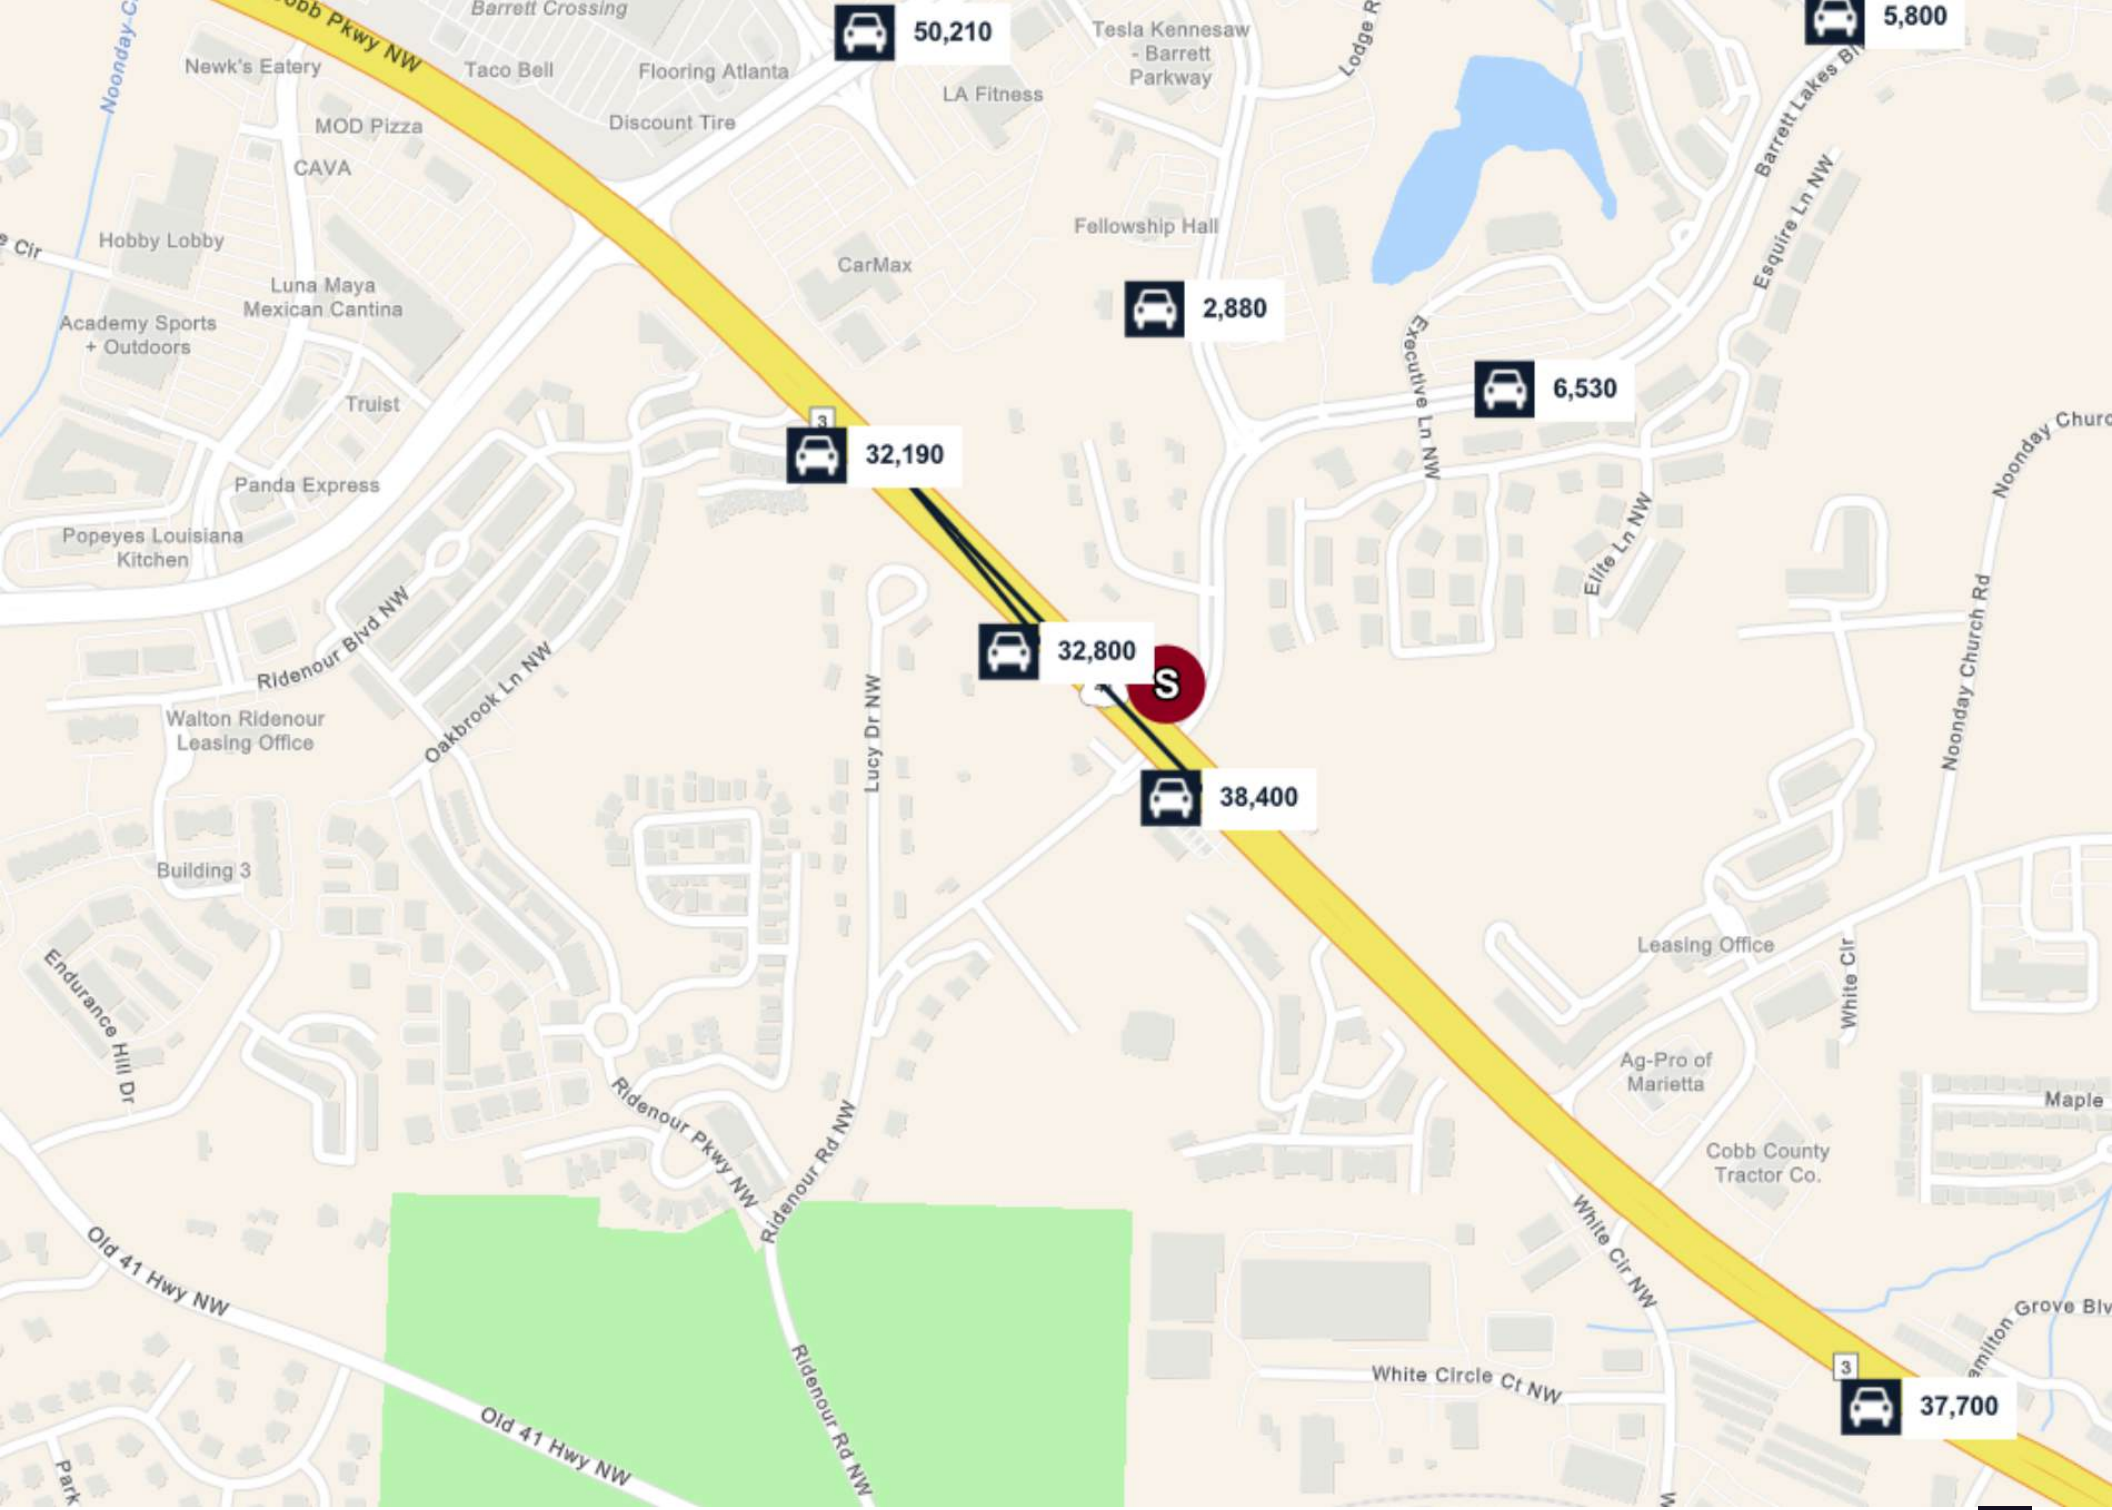 Noonday C
obb Pkwy NW
Barrett Crossing
50,210
Tesla Kennesaw
- Barrett
Parkway
Lodge R
5,800
Newk's Eatery
Taco Bell
Flooring Atlanta
LA Fitness
Barrett Lakes Bl
MOD Pizza
Discount Tire
CAVA
Esquire Ln NW
e Cir
Hobby Lobby
Fellowship Hall
CarMax
Luna Maya
Mexican Cantina
2,880
Academy Sports
+ Outdoors
Executive Ln NW
6,530
Truist
3
32,190
Noonday Churc
Panda Express
Popeyes Louisiana
Kitchen
Elite Ln NW
Ridenour Blvd NW
32,800
S
Noonday Church Rd
Oakbrook Ln NW
Lucy Dr NW
Walton Ridenour
Leasing Office
38,400
Building 3
Leasing Office
White Cir
Endurance Hill Dr
Ag-Pro of
Marietta
Maple
Ridenour Pkwy NW
Ridenour Rd NW
Cobb County
Tractor Co.
White Cir NW
Old 41 Hwy NW
Grove Blv
amilton
3
White Circle Ct NW
37,700
Ridenour Rd NW
Old 41 Hwy NW
Park
W